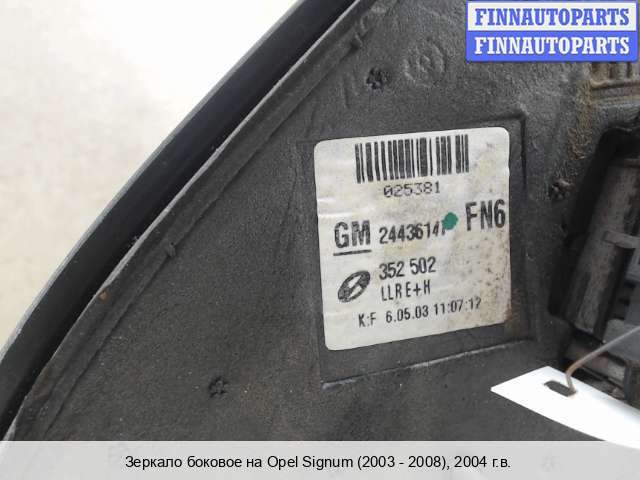 FINNAUTOPARTS
FINNAUTOPARTS
025381
GM FN6
352 502
LLRE+H
K:F 6.05.03 11:07:12
Зеркало боковое на Opel Signum (2003 - 2008), 2004 г.в.